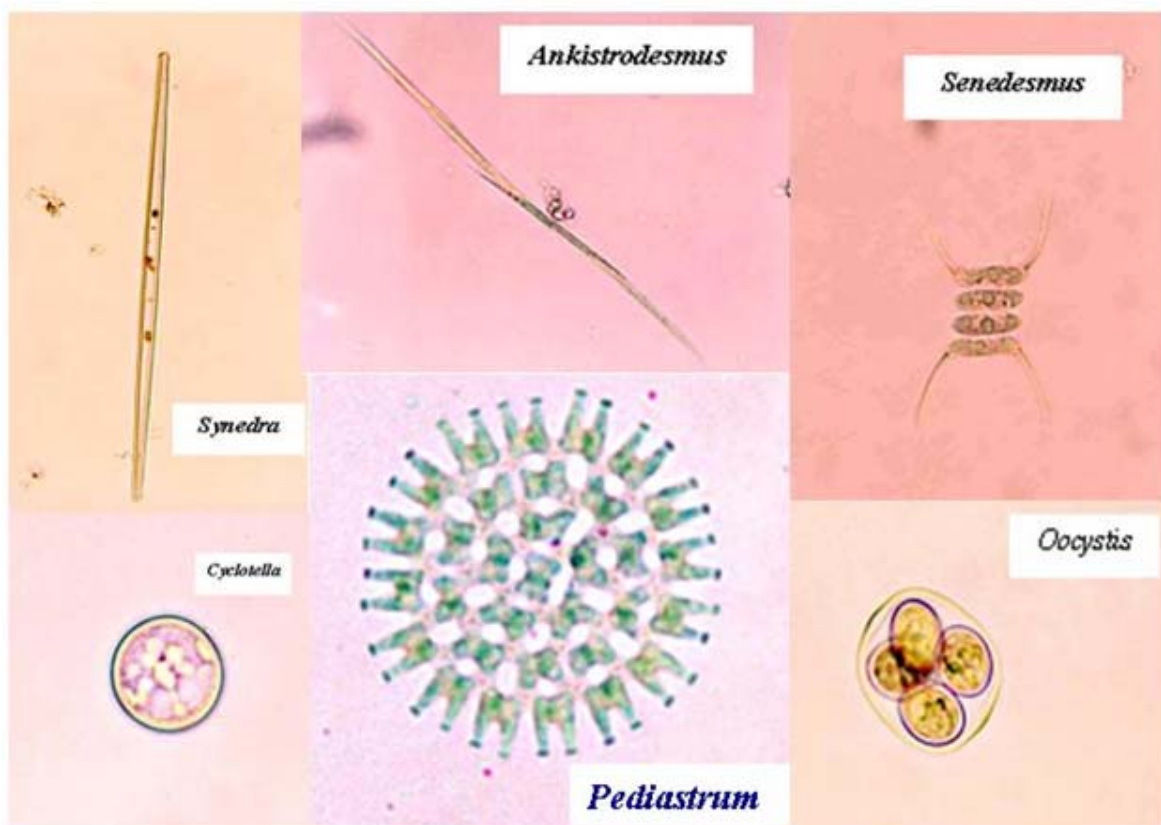 Ankistrodesmus
Senedesmus
Synedra
Cyclotella
Oocystis
Pediastrum